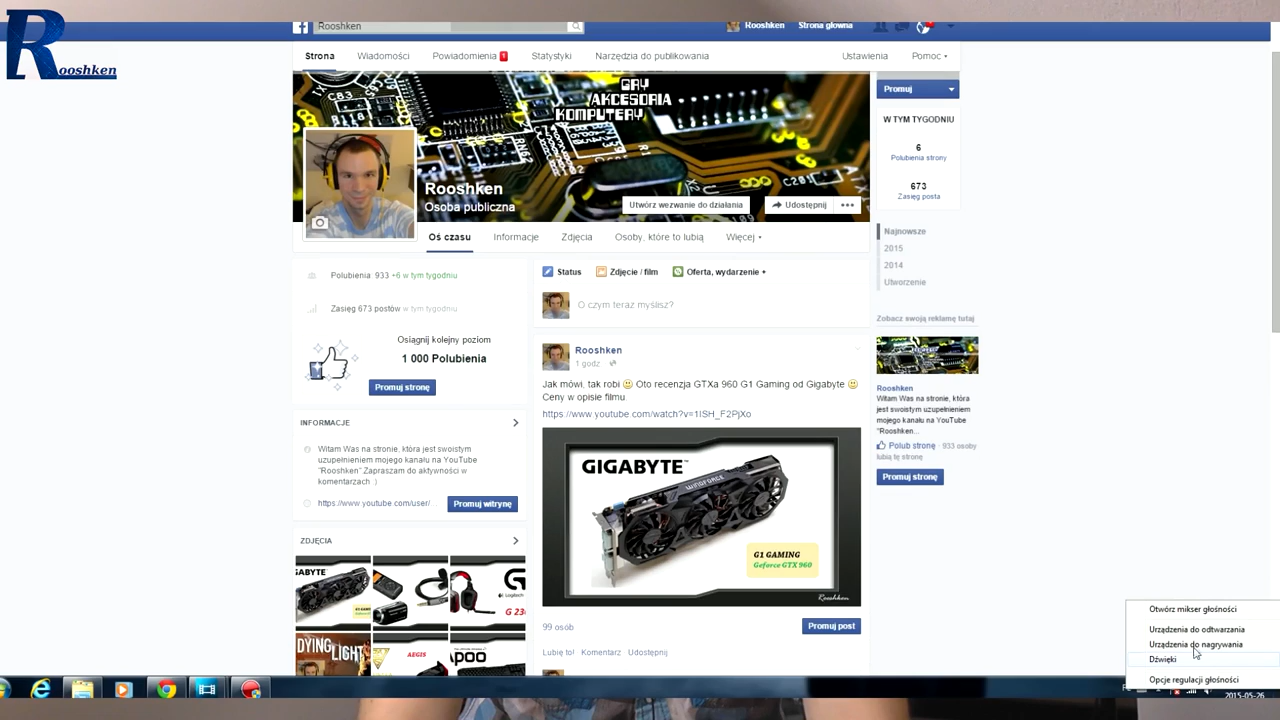 Rooshken
Rooshken
Rooshken
Strona główna
Strona
Wiadomości
Powiadomienia 1
Statystyki
Narzędzia do publikowania
Ustawienia
Pomoc
GRY
AKCESORIA
KOMPUTERY
Rooshken
Osoba publiczna
Utwórz wezwanie do działania
Udostępnij
Oś czasu
Informacje
Zdjęcia
Osoby, które to lubią
Więcej
Promuj
W TYM TYGODNIU
6
Polubienia strony
673
Zasięg posta
Najnowsze
2015
2014
Utworzenie
Polubienia: 933 +6 w tym tygodniu
Zasięg 673 postów w tym tygodniu
Osiągnij kolejny poziom
1 000 Polubienia
Promuj stronę
INFORMACJE
Witam Was na stronie, która jest swoistym
uzupełnieniem mojego kanału na YouTube
"Rooshken" Zapraszam do aktywności w
komentarzach :)
https://www.youtube.com/user/...
Promuj witrynę
ZDJĘCIA
GABYTE
G
Logitech
G 230
DYING LIGHT
AEGIS
Status
Zdjęcie / film
Oferta, wydarzenie +
O czym teraz myślisz?
Rooshken
1 godz
Jak mówi, tak robi 🙂 Oto recenzja GTXa 960 G1 Gaming od Gigabyte 🙂
Ceny w opisie filmu.
https://www.youtube.com/watch?v=1ISH_F2PjXo
GIGABYTE™
WINDFORCE
G1 GAMING
Geforce GTX 960
Rooshken
99 osób
Promuj post
Lubię to!
Komentarz
Udostępnij
Zobacz swoją reklamę tutaj
Rooshken
Witam Was na stronie, która
jest swoistym uzupełnieniem
mojego kanału na YouTube
"Rooshken...
Polub stronę · 933 osoby
lubią tę stronę
Promuj stronę
Otwórz mikser głośności
Urządzenia do odtwarzania
Urządzenia do nagrywania
Dźwięki
Opcje regulacji głośności
2015-05-26